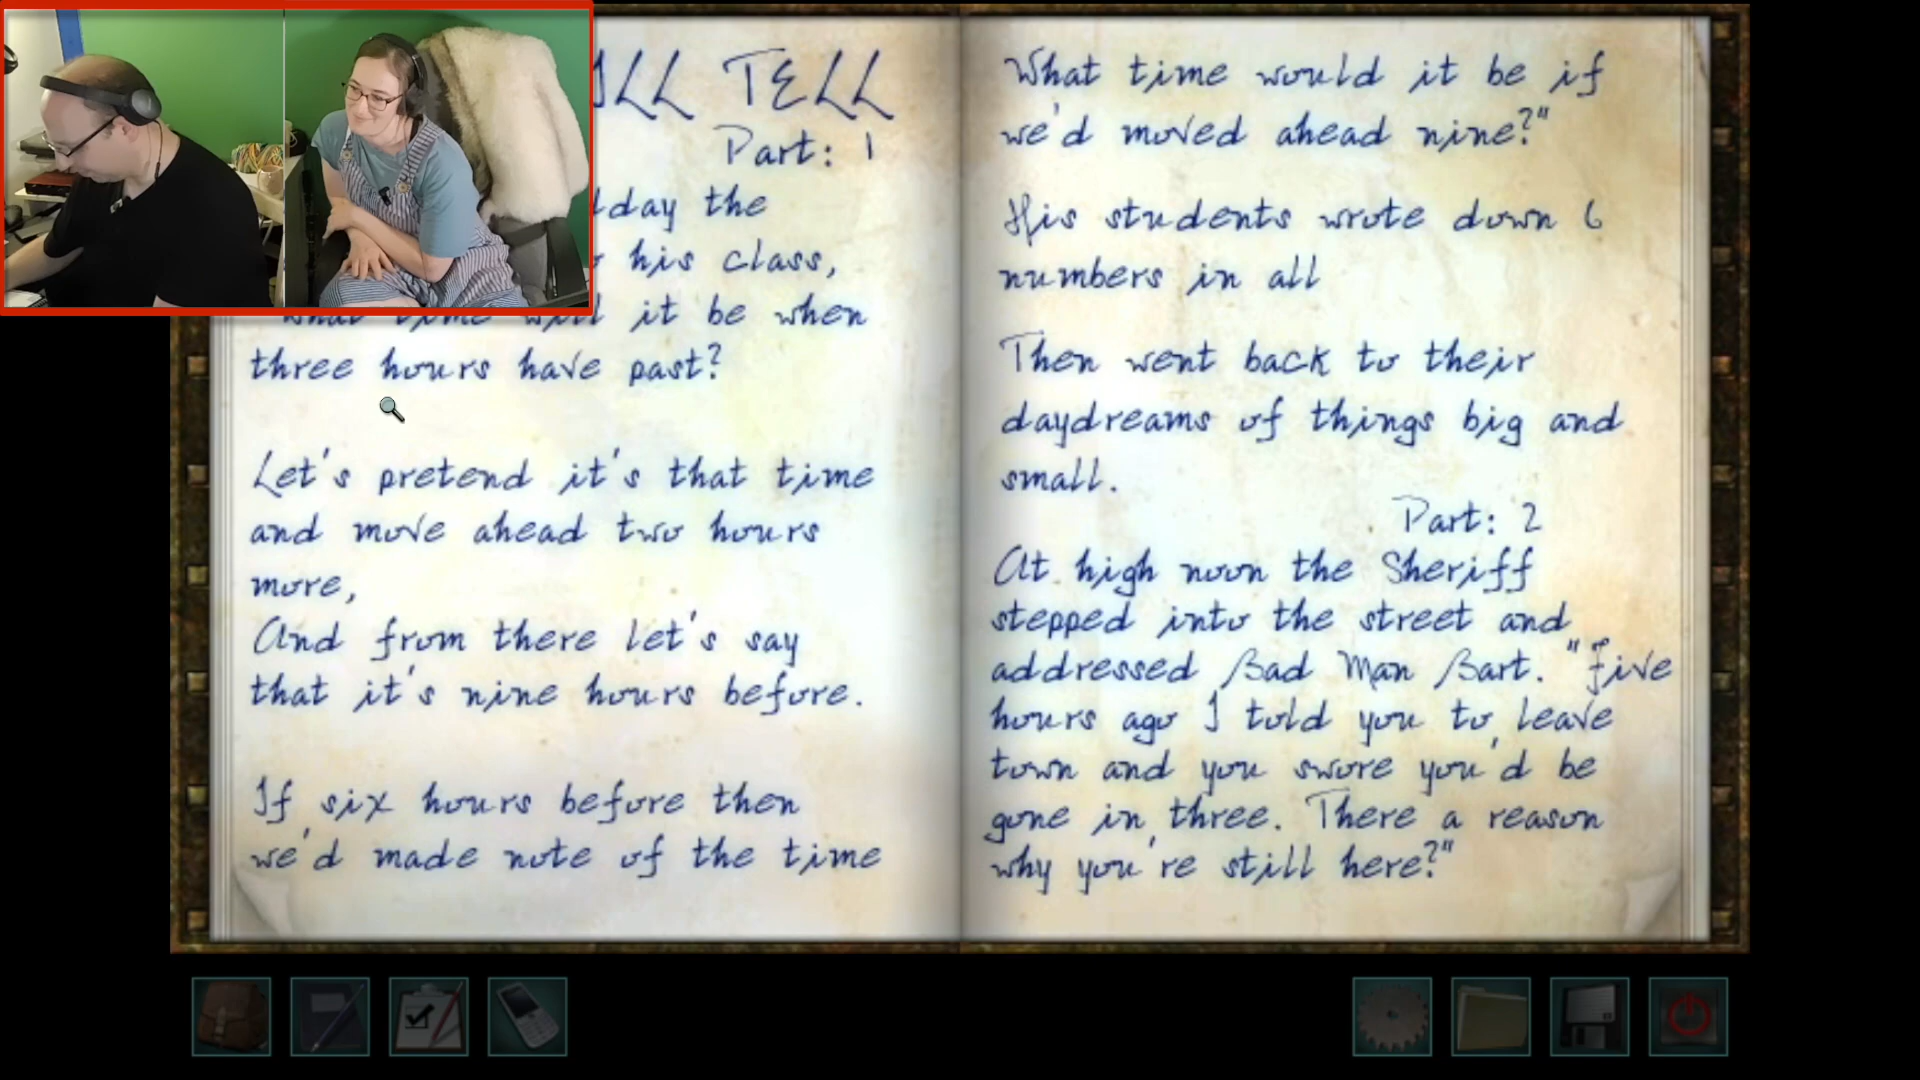 ILL TELL
Part: 1
day the
his class,
What time will it be when
three hours have past?
Let's pretend it's that time
and move ahead two hours
more,
And from there let's say
that it's nine hours before.
If six hours before then
we'd made note of the time
What time would it be if
we'd moved ahead nine?"
His students wrote down 6
numbers in all
Then went back to their
daydreams of things big and
small.
Part: 2
At high noon the Sheriff
stepped into the street and
addressed Bad Man Bart. "Five
hours ago I told you to leave
town and you swore you'd be
gone in three. There a reason
why you're still here?"